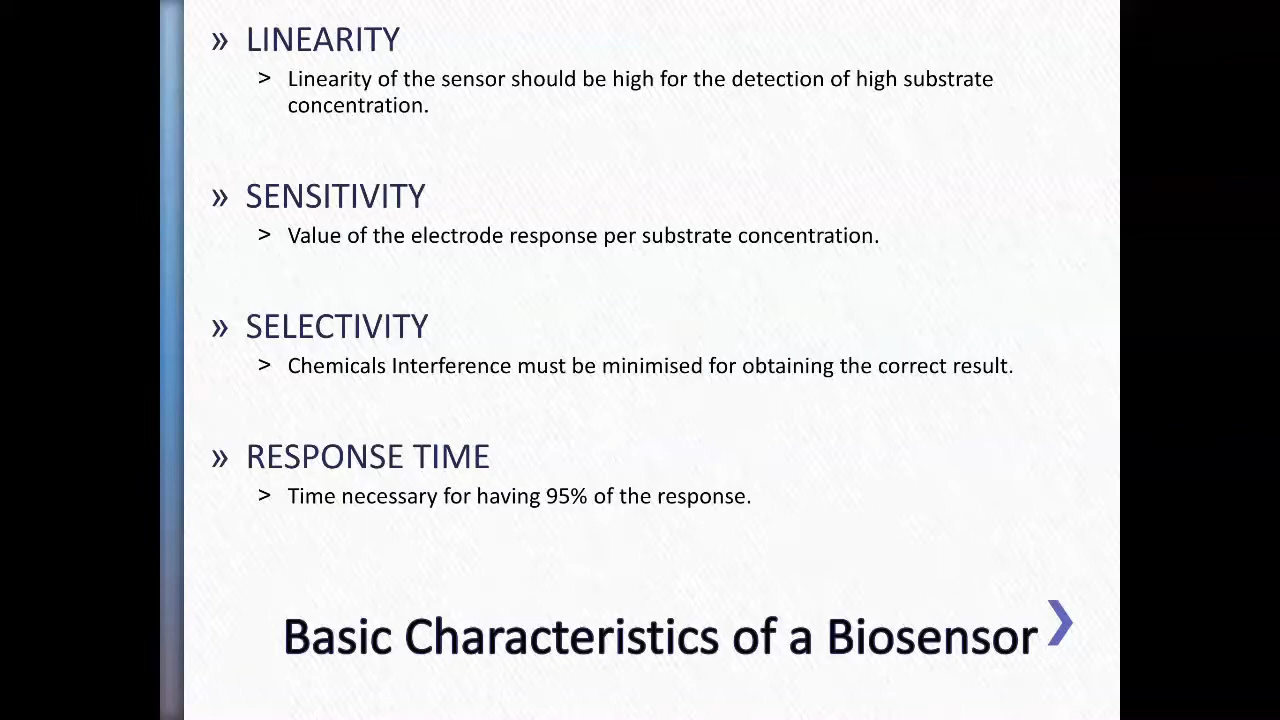 » LINEARITY
> Linearity of the sensor should be high for the detection of high substrate
concentration.
» SENSITIVITY
> Value of the electrode response per substrate concentration.
» SELECTIVITY
> Chemicals Interference must be minimised for obtaining the correct result.
» RESPONSE TIME
> Time necessary for having 95% of the response.
Basic Characteristics of a Biosensor